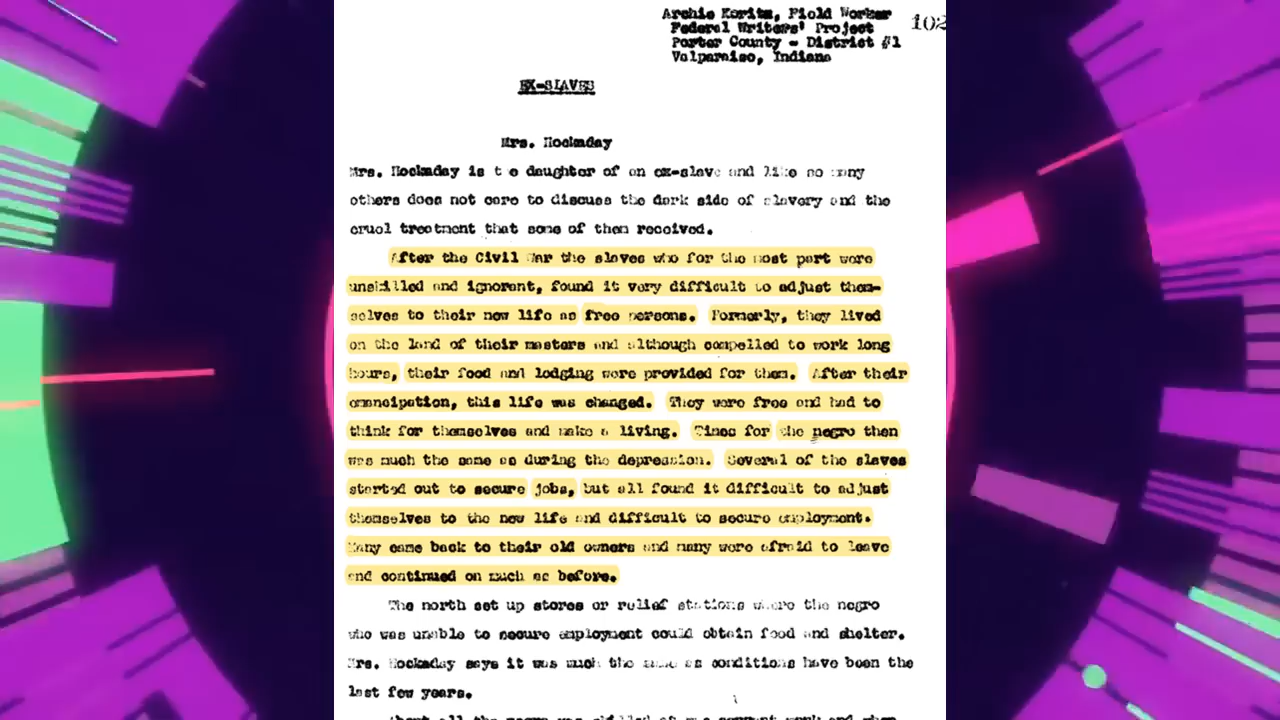 Archie Koritz, Field Worker
Federal Writers' Project
Porter County - District #1
Valparaiso, Indiana
102
EX-SLAVES
Mrs. Hockaday
Mrs. Hockaday is the daughter of an ex-slave and like so many
others does not care to discuss the dark side of slavery and the
cruel treatment that some of them received.
After the Civil War the slaves who for the most part were
unskilled and ignorant, found it very difficult to adjust them-
selves to their new life as free persons. Formerly, they lived
on the land of their masters and although compelled to work long
hours, their food and lodging were provided for them. After their
emancipation, this life was changed. They were free and had to
think for themselves and make a living. Times for the negro then
was much the same as during the depression. Several of the slaves
started out to secure jobs, but all found it difficult to adjust
themselves to the new life and difficult to secure employment.
Many came back to their old owners and many were afraid to leave
and continued on much as before.
The north set up stores or relief stations where the negro
who was unable to secure employment could obtain food and shelter.
Mrs. Hockaday says it was much the same as conditions have been the
last few years.